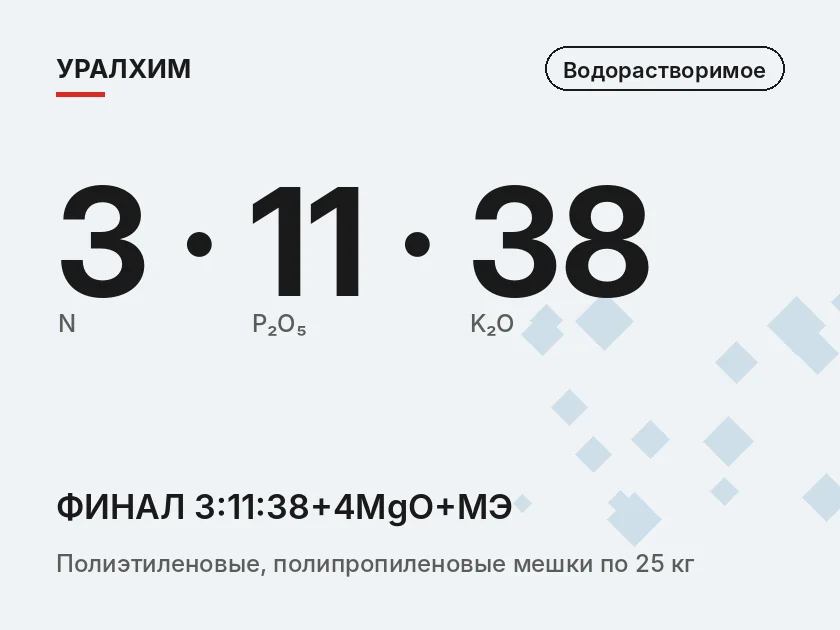 УРАЛХИМ
Водорастворимое
3 · 11 · 38
N P₂O₅ K₂O
ФИНАЛ 3:11:38+4MgO+МЭ
Полиэтиленовые, полипропиленовые мешки по 25 кг